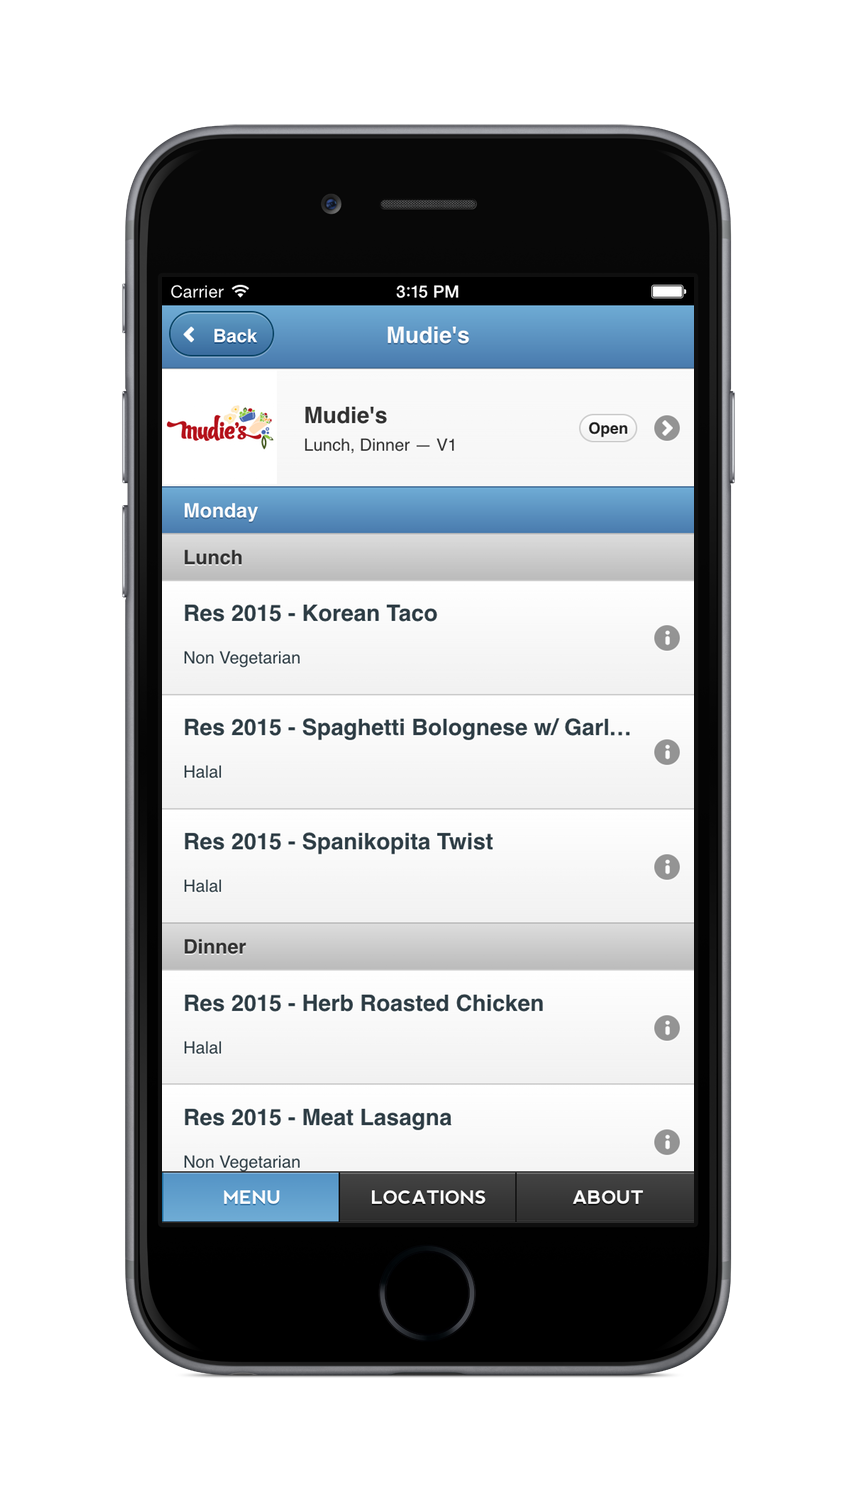 Carrier 3:15 PM
Back Mudie's
mudie's
Mudie's
Lunch, Dinner — V1
Open
Monday
Lunch
Res 2015 - Korean Taco
Non Vegetarian
Res 2015 - Spaghetti Bolognese w/ Garl...
Halal
Res 2015 - Spanikopita Twist
Halal
Dinner
Res 2015 - Herb Roasted Chicken
Halal
Res 2015 - Meat Lasagna
Non Vegetarian
MENU LOCATIONS ABOUT